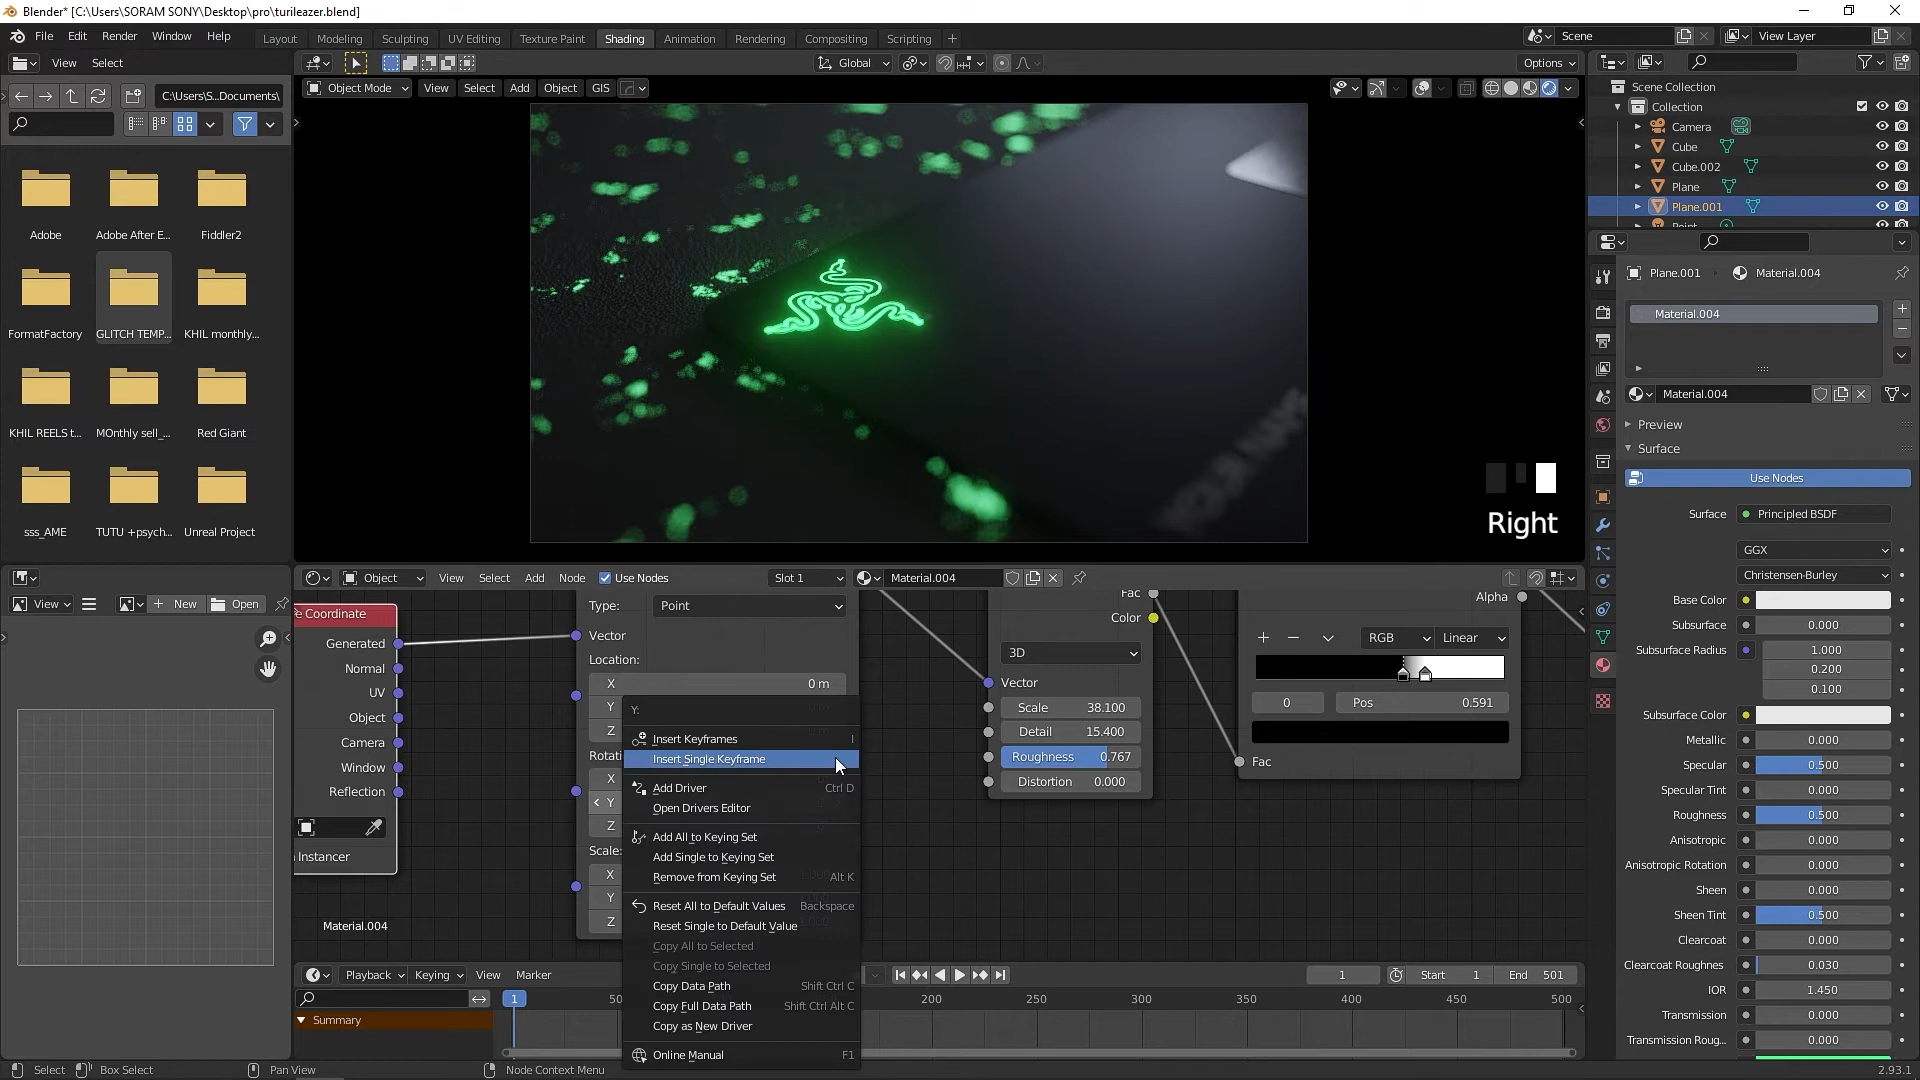 Blender* [C:\Users\SORAM SONY\Desktop\pro\turileazer.blend]
File Edit Render Window Help
Layout Modeling Sculpting UV Editing Texture Paint Shading Animation Rendering Compositing Scripting +
Scene View Layer
View Select
Global Options
C:\Users\S...Documents\
Object Mode View Select Add Object GIS
Scene Collection
Collection
Camera
Cube
Cube.002
Plane
Plane.001
Point
Adobe Adobe After E... Fiddler2
FormatFactory GLITCH TEMP... KHIL monthly...
KHIL REELS t... MOnthly sell_... Red Giant
sss_AME TUTU +psych... Unreal Project
Right
Plane.001 Material.004
Material.004
Material.004
Preview
Surface
Use Nodes
Surface Principled BSDF
GGX
Christensen-Burley
Base Color
Subsurface 0.000
Subsurface Radius 1.000
0.200
0.100
Subsurface Color
Metallic 0.000
Specular 0.500
Specular Tint 0.000
Roughness 0.500
Anisotropic 0.000
Anisotropic Rotation 0.000
Sheen 0.000
Sheen Tint 0.500
Clearcoat 0.000
Clearcoat Roughnes 0.030
IOR 1.450
Transmission 0.000
Transmission Roug... 0.000
View New Open
Object View Select Add Node Use Nodes Slot 1 Material.004
e Coordinate
Generated
Normal
UV
Object
Camera
Window
Reflection
Instancer
Material.004
Type: Point
Vector
Location:
X 0 m
Y
Z
Rotati
X
Y
Z
Scale:
X
Y
Z
Y:
Insert Keyframes I
Insert Single Keyframe
Add Driver Ctrl D
Open Drivers Editor
Add All to Keying Set
Add Single to Keying Set
Remove from Keying Set Alt K
Reset All to Default Values Backspace
Reset Single to Default Value
Copy All to Selected
Copy Single to Selected
Copy Data Path Shift Ctrl C
Copy Full Data Path Shift Ctrl Alt C
Copy as New Driver
Online Manual F1
Fac
Color
3D
Vector
Scale 38.100
Detail 15.400
Roughness 0.767
Distortion 0.000
Alpha
RGB Linear
0 Pos 0.591
Fac
Playback Keying View Marker 1 Start 1 End 501
1 50 200 250 300 350 400 450 500
Summary
Select Box Select Pan View Node Context Menu 2.93.1